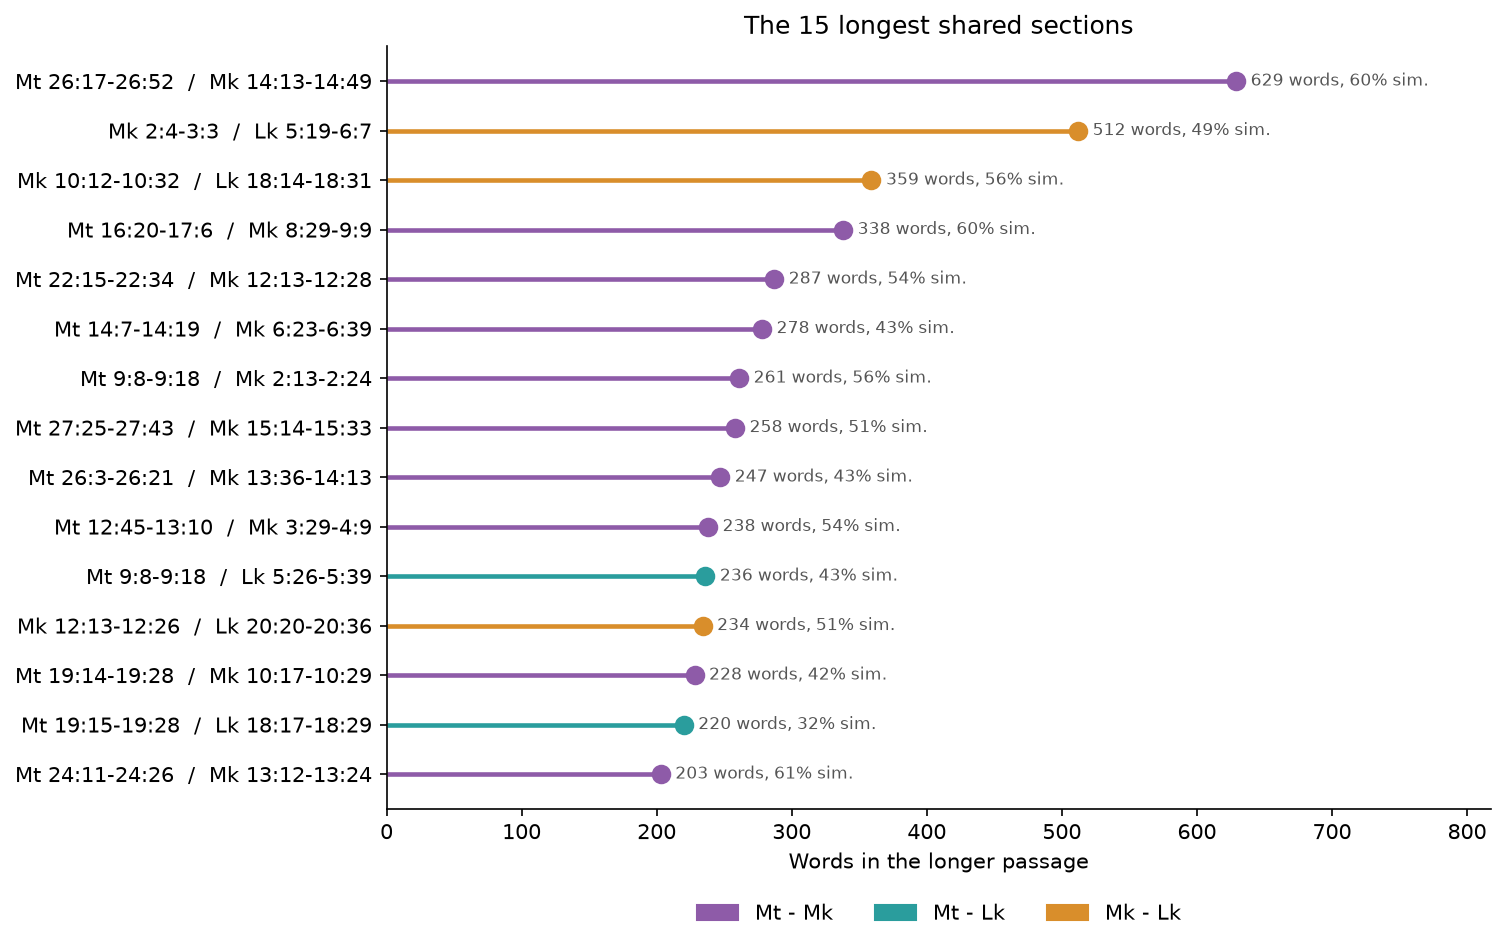 The 15 longest shared sections
Mt 26:17-26:52 / Mk 14:13-14:49 629 words, 60% sim.
Mk 2:4-3:3 / Lk 5:19-6:7 512 words, 49% sim.
Mk 10:12-10:32 / Lk 18:14-18:31 359 words, 56% sim.
Mt 16:20-17:6 / Mk 8:29-9:9 338 words, 60% sim.
Mt 22:15-22:34 / Mk 12:13-12:28 287 words, 54% sim.
Mt 14:7-14:19 / Mk 6:23-6:39 278 words, 43% sim.
Mt 9:8-9:18 / Mk 2:13-2:24 261 words, 56% sim.
Mt 27:25-27:43 / Mk 15:14-15:33 258 words, 51% sim.
Mt 26:3-26:21 / Mk 13:36-14:13 247 words, 43% sim.
Mt 12:45-13:10 / Mk 3:29-4:9 238 words, 54% sim.
Mt 9:8-9:18 / Lk 5:26-5:39 236 words, 43% sim.
Mk 12:13-12:26 / Lk 20:20-20:36 234 words, 51% sim.
Mt 19:14-19:28 / Mk 10:17-10:29 228 words, 42% sim.
Mt 19:15-19:28 / Lk 18:17-18:29 220 words, 32% sim.
Mt 24:11-24:26 / Mk 13:12-13:24 203 words, 61% sim.
0 100 200 300 400 500 600 700 800
Words in the longer passage
Mt - Mk Mt - Lk Mk - Lk